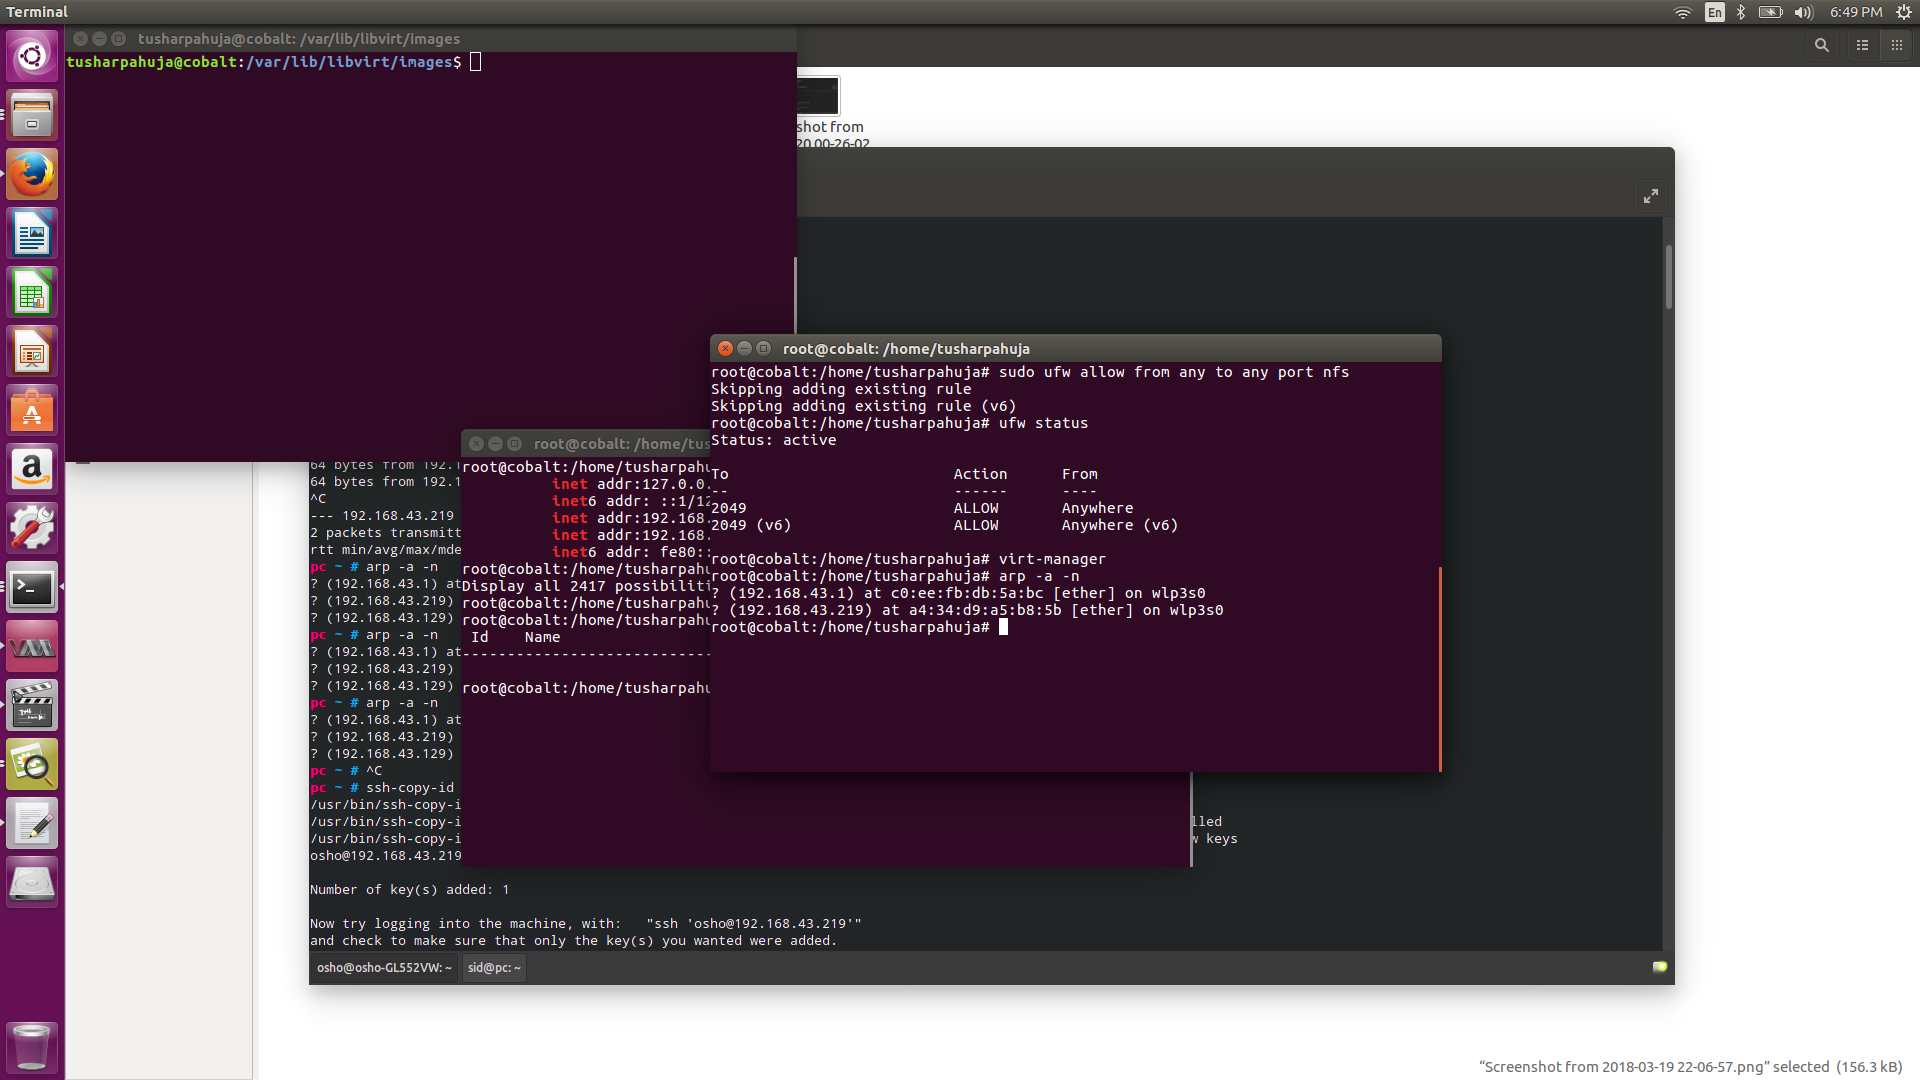 Terminal
En
6:49 PM
tusharpahuja@cobalt: /var/lib/libvirt/images
tusharpahuja@cobalt:/var/lib/libvirt/images$
shot from
20 00-26-02
root@cobalt: /home/tusharpahuja
root@cobalt:/home/tusharpahuja# sudo ufw allow from any to any port nfs
Skipping adding existing rule
Skipping adding existing rule (v6)
root@cobalt:/home/tusharpahuja# ufw status
Status: active
To Action From
-- ------ ----
2049 ALLOW Anywhere
2049 (v6) ALLOW Anywhere (v6)
root@cobalt:/home/tusharpahuja# virt-manager
root@cobalt:/home/tusharpahuja# arp -a -n
? (192.168.43.1) at c0:ee:fb:db:5a:bc [ether] on wlp3s0
? (192.168.43.219) at a4:34:d9:a5:b8:5b [ether] on wlp3s0
root@cobalt:/home/tusharpahuja#
root@cobalt: /home/tus
root@cobalt:/home/tusharpahu
inet addr:127.0.0.
inet6 addr: ::1/12
inet addr:192.168.
inet addr:192.168.
inet6 addr: fe80::
root@cobalt:/home/tusharpahu
Display all 2417 possibiliti
root@cobalt:/home/tusharpahu
root@cobalt:/home/tusharpahu
Id Name
----------------------------
root@cobalt:/home/tusharpahu
64 bytes from 192.1
64 bytes from 192.1
^C
--- 192.168.43.219
2 packets transmitt
rtt min/avg/max/mde
pc ~ # arp -a -n
? (192.168.43.1) at
? (192.168.43.219)
? (192.168.43.129)
pc ~ # arp -a -n
? (192.168.43.1) at
? (192.168.43.219)
? (192.168.43.129)
pc ~ # arp -a -n
? (192.168.43.1) at
? (192.168.43.219)
? (192.168.43.129)
pc ~ # ^C
pc ~ # ssh-copy-id
/usr/bin/ssh-copy-i
/usr/bin/ssh-copy-i lled
/usr/bin/ssh-copy-i w keys
osho@192.168.43.219
Number of key(s) added: 1
Now try logging into the machine, with: "ssh 'osho@192.168.43.219'"
and check to make sure that only the key(s) you wanted were added.
osho@osho-GL552VW: ~
sid@pc: ~
“Screenshot from 2018-03-19 22-06-57.png” selected (156.3 kB)